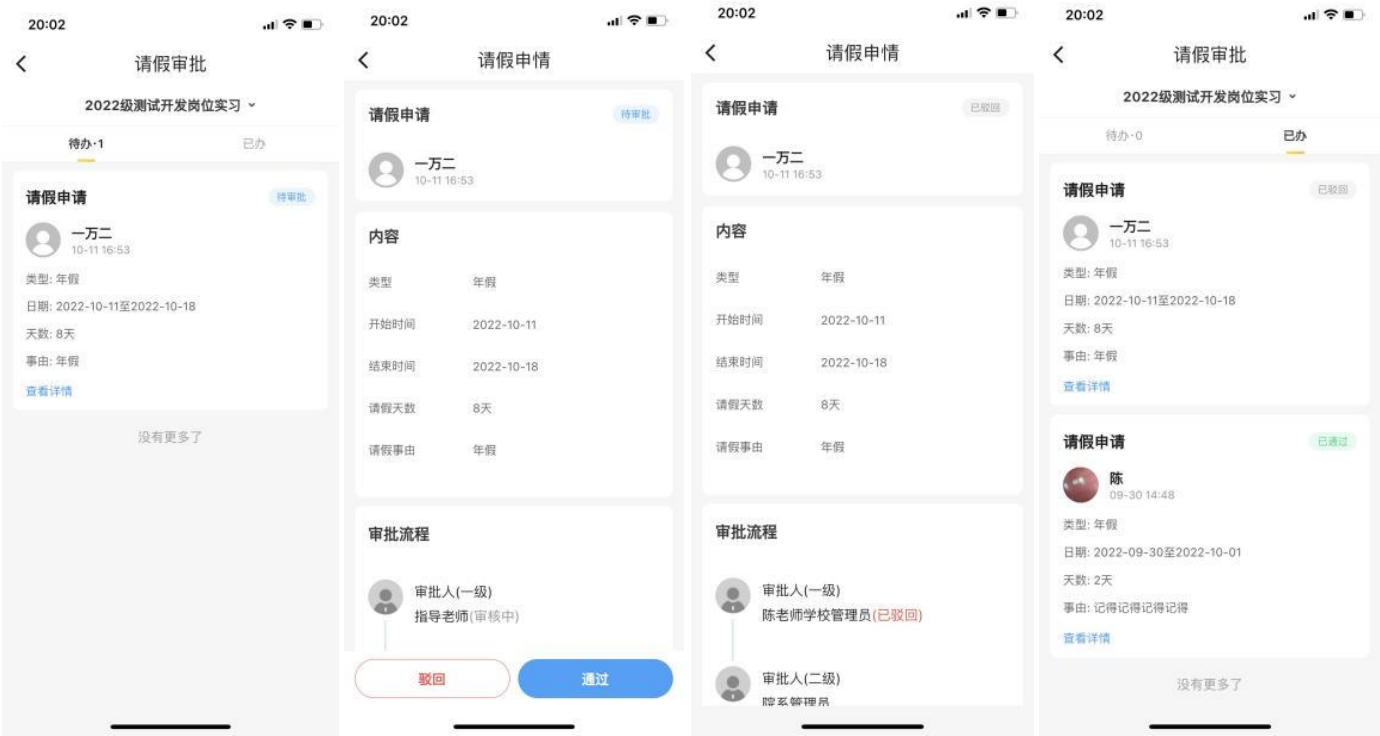 20:02
请假审批
2022级测试开发岗位实习
待办·1
已办
请假申请
待审批
一万二
10-11 16:53
类型: 年假
日期: 2022-10-11至2022-10-18
天数: 8天
事由: 年假
查看详情
没有更多了
20:02
请假申情
请假申请
待审批
一万二
10-11 16:53
内容
类型 年假
开始时间 2022-10-11
结束时间 2022-10-18
请假天数 8天
请假事由 年假
审批流程
审批人(一级)
指导老师(审核中)
驳回
通过
20:02
请假申情
请假申请
已驳回
一万二
10-11 16:53
内容
类型 年假
开始时间 2022-10-11
结束时间 2022-10-18
请假天数 8天
请假事由 年假
审批流程
审批人(一级)
陈老师学校管理员(已驳回)
审批人(二级)
院系管理员
20:02
请假审批
2022级测试开发岗位实习
待办·0
已办
请假申请
已驳回
一万二
10-11 16:53
类型: 年假
日期: 2022-10-11至2022-10-18
天数: 8天
事由: 年假
查看详情
请假申请
已通过
陈
09-30 14:48
类型: 年假
日期: 2022-09-30至2022-10-01
天数: 2天
事由: 记得记得记得记得
查看详情
没有更多了